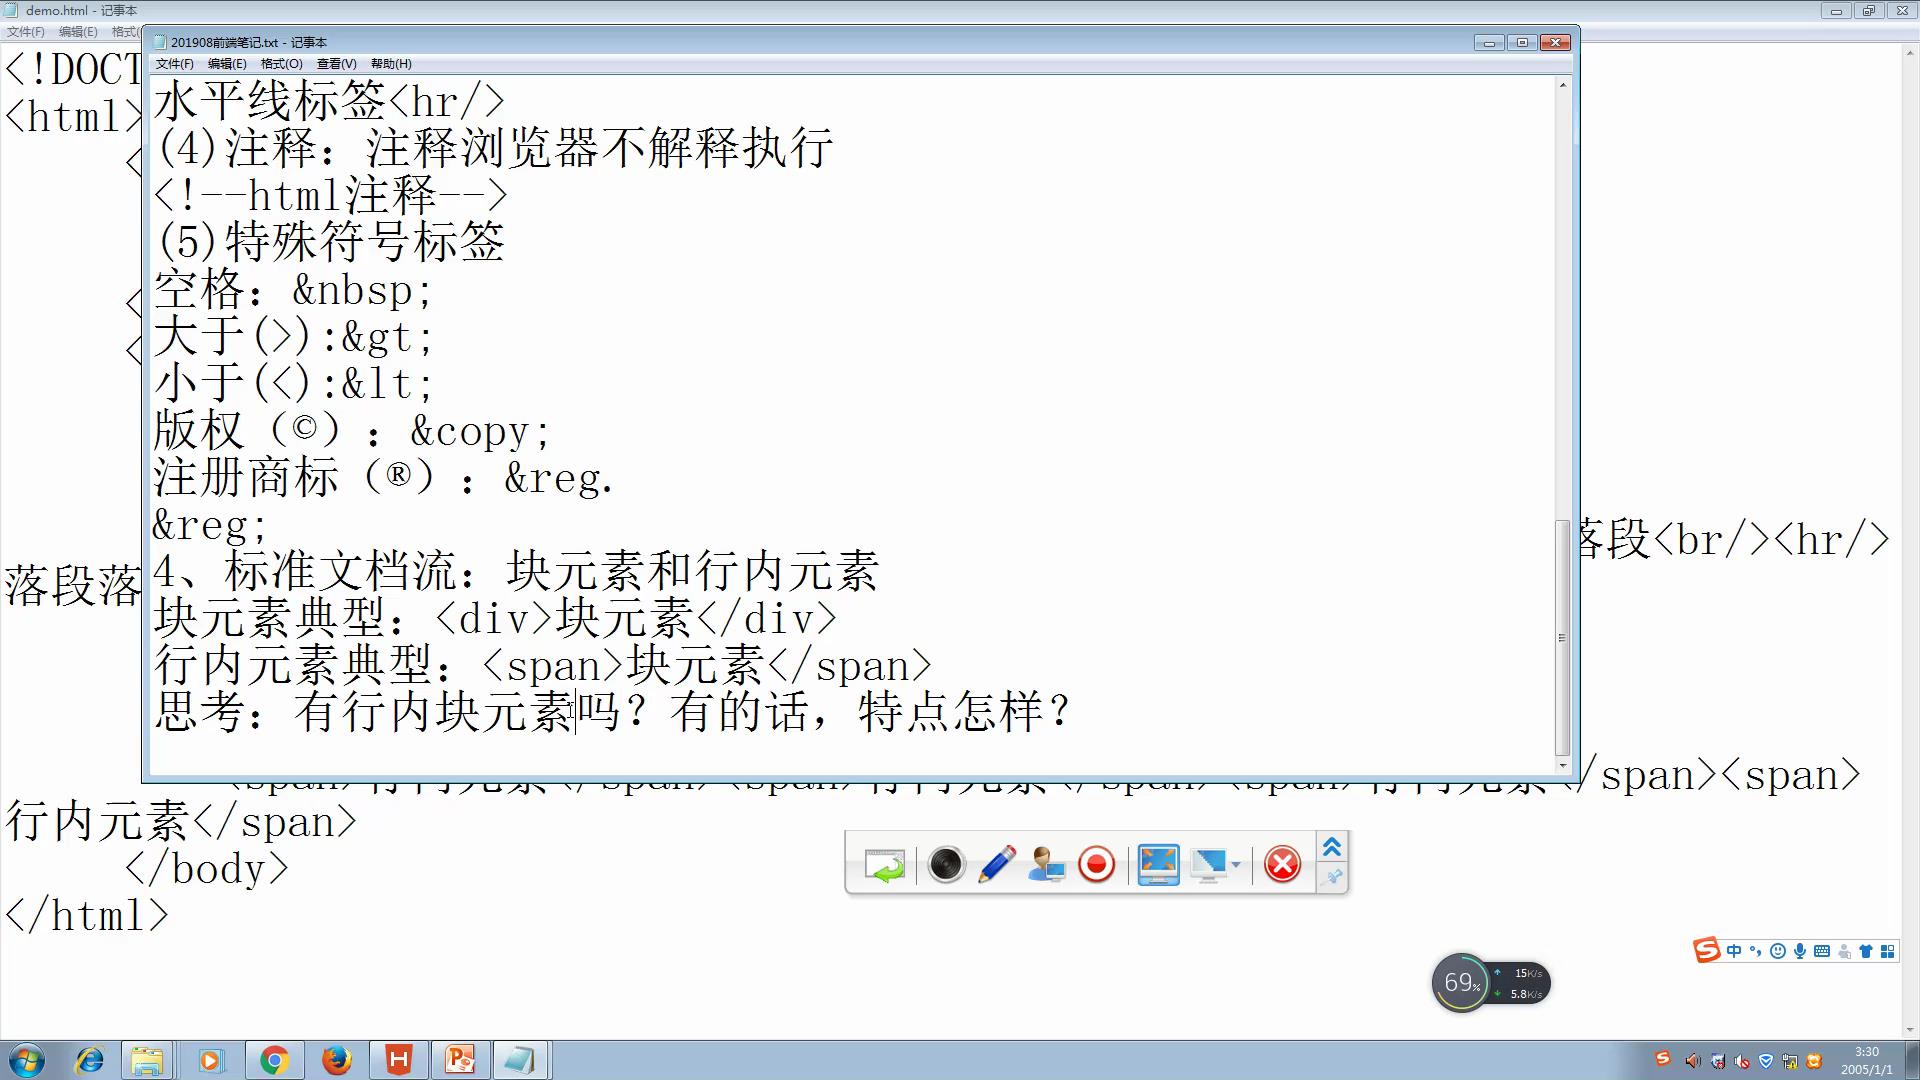 demo.html - 记事本
文件(F) 编辑(E) 格式(
201908前端笔记.txt - 记事本
文件(F) 编辑(E) 格式(O) 查看(V) 帮助(H)
<!DOCT
<html>
水平线标签<hr/>
(4)注释：注释浏览器不解释执行
<!--html注释-->
(5)特殊符号标签
空格：&nbsp;
大于(>):&gt;
小于(<):&lt;
版权（©）：&copy;
注册商标（®）：&reg.
&reg;
4、标准文档流：块元素和行内元素
块元素典型：<div>块元素</div>
行内元素典型：<span>块元素</span>
思考：有行内块元素吗？有的话，特点怎样？
落段<br/><hr/>
落段落
/span><span>
行内元素</span>
</body>
</html>
中
69%
15K/s
5.8K/s
3:30
2005/1/1